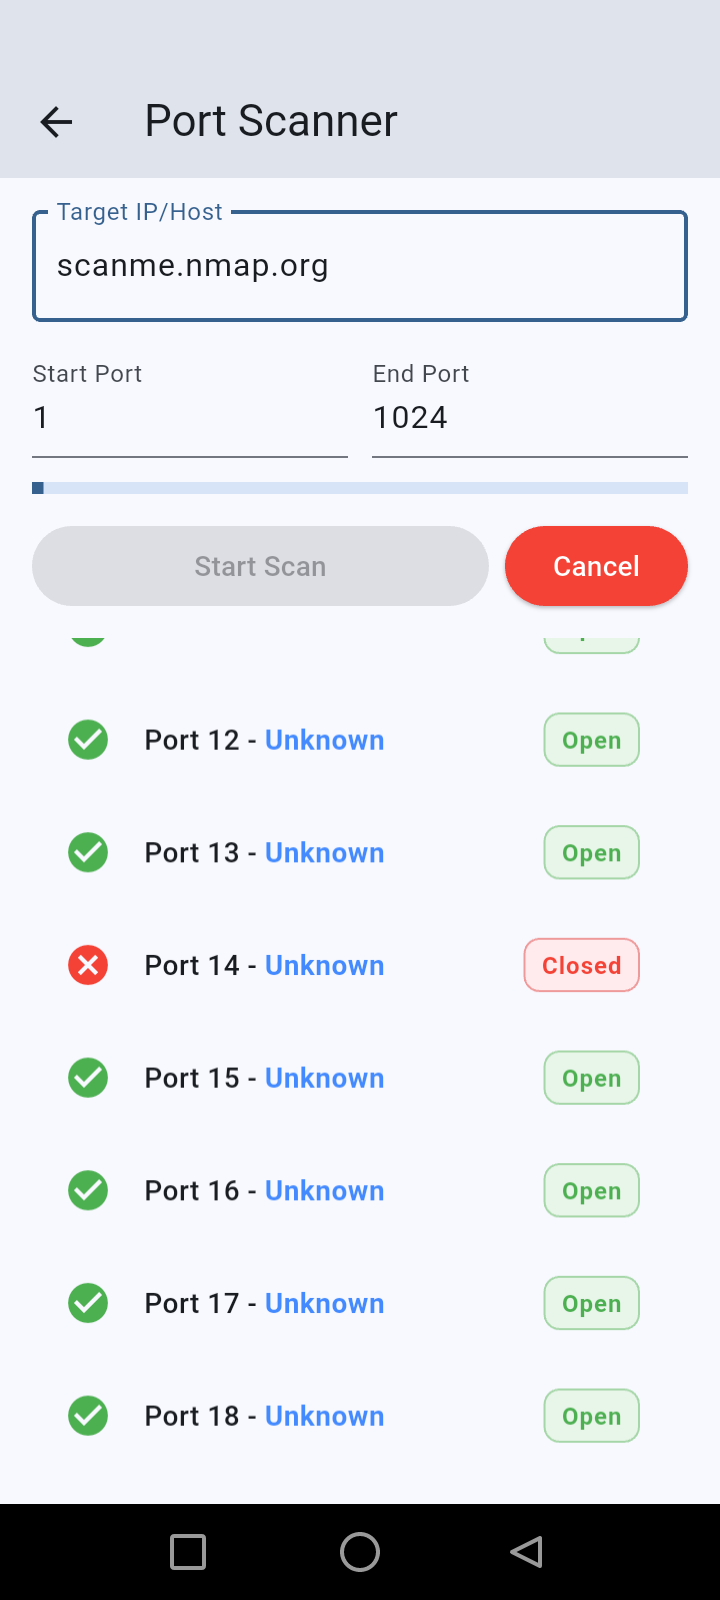 Port Scanner
Target IP/Host
scanme.nmap.org
Start Port End Port
1 1024
Start Scan Cancel
Port 12 - Unknown Open
Port 13 - Unknown Open
Port 14 - Unknown Closed
Port 15 - Unknown Open
Port 16 - Unknown Open
Port 17 - Unknown Open
Port 18 - Unknown Open